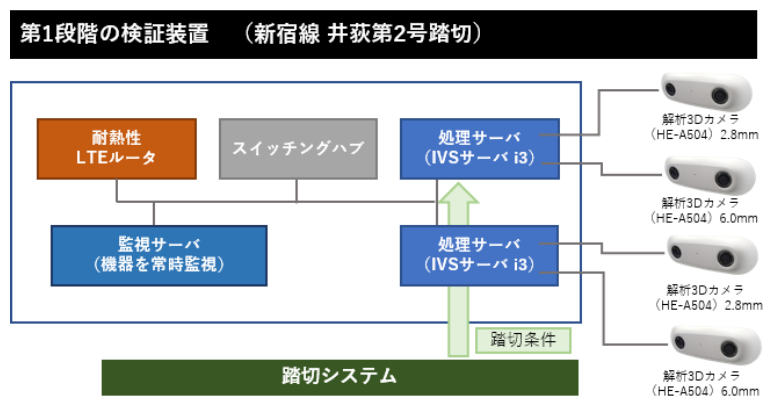 第1段階の検証装置 （新宿線 井荻第2号踏切）
耐熱性
LTEルータ
スイッチングハブ
処理サーバ
（IVSサーバ i3）
監視サーバ
（機器を常時監視）
処理サーバ
（IVSサーバ i3）
踏切条件
踏切システム
解析3Dカメラ
（HE-A504）2.8mm
解析3Dカメラ
（HE-A504）6.0mm
解析3Dカメラ
（HE-A504）2.8mm
解析3Dカメラ
（HE-A504）6.0mm